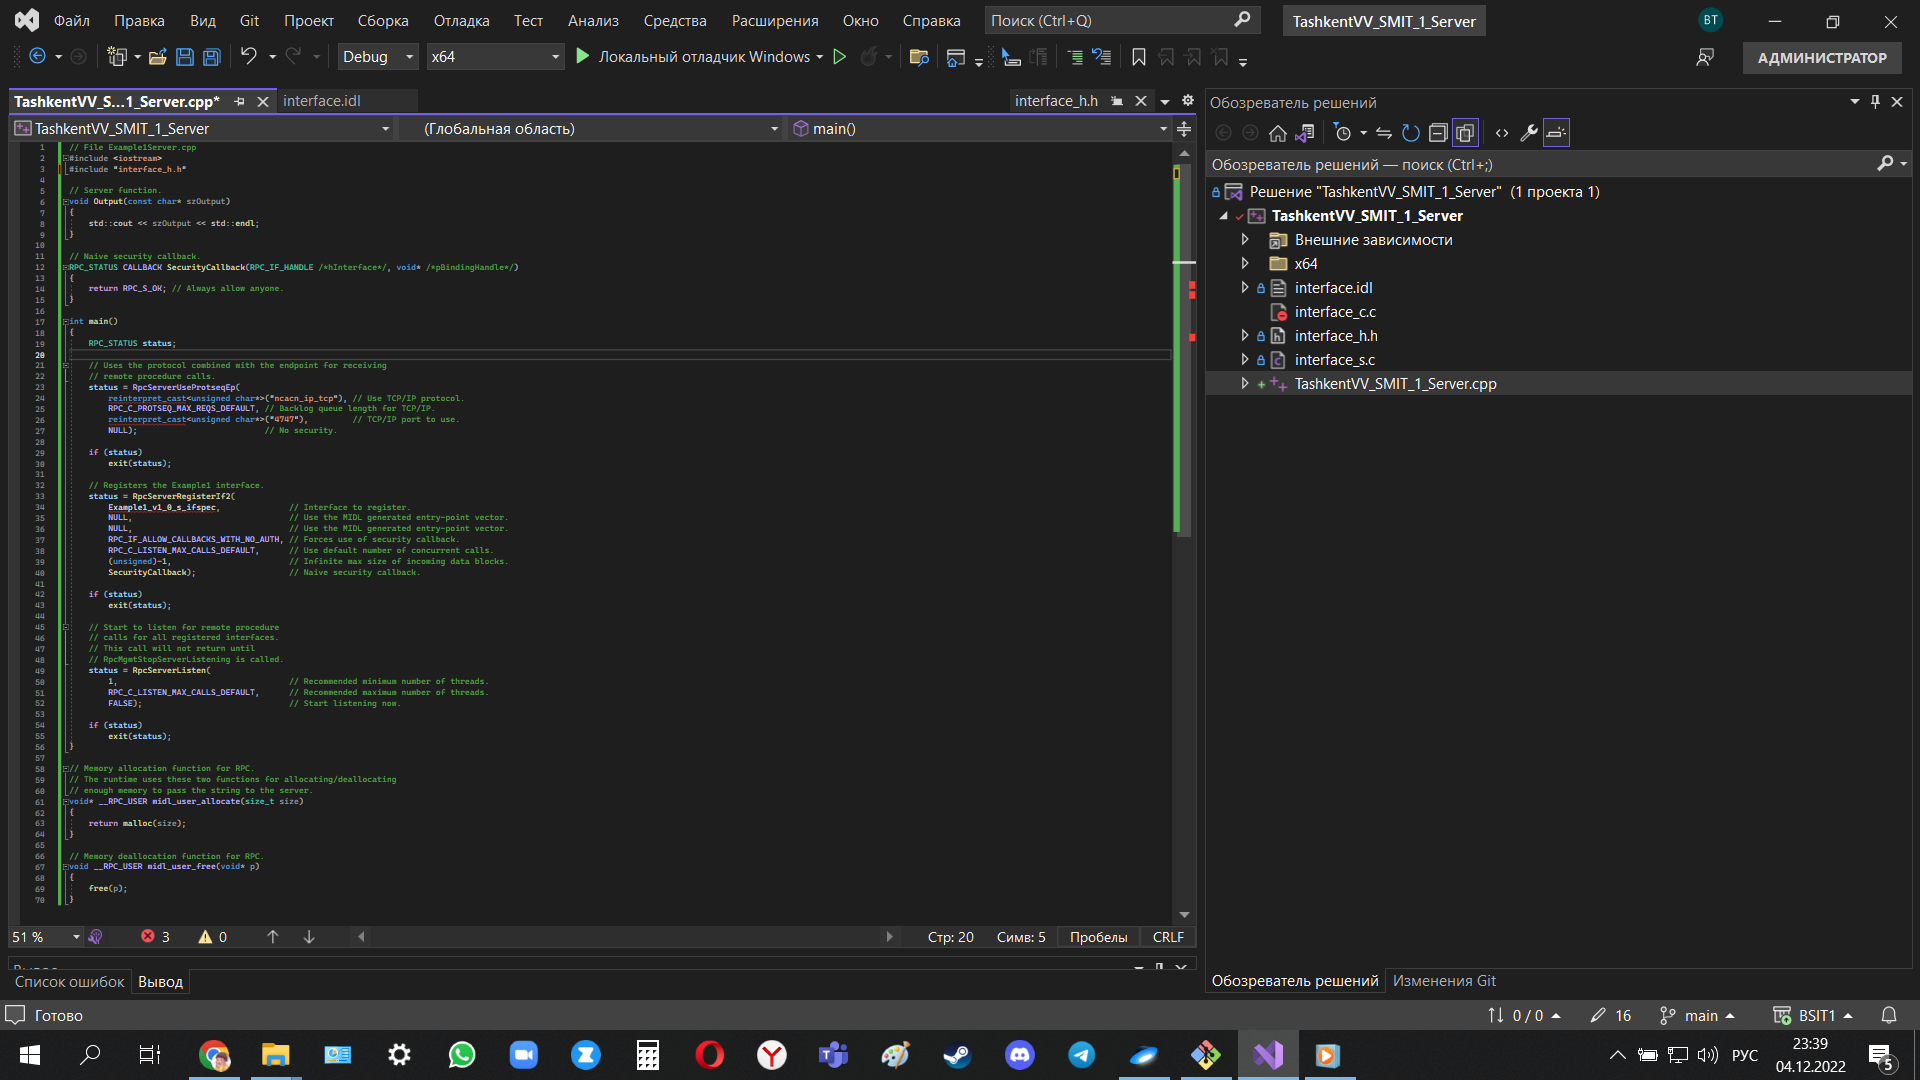 Файл Правка Вид Git Проект Сборка Отладка Тест Анализ Средства Расширения Окно Справка Поиск (Ctrl+Q) TashkentVV_SMIT_1_Server BT
Debug x64 Локальный отладчик Windows АДМИНИСТРАТОР
TashkentVV_S...1_Server.cpp* interface.idl interface_h.h
TashkentVV_SMIT_1_Server (Глобальная область) main()
1 // File Example1Server.cpp
2 #include <iostream>
3 #include "interface_h.h"
4
5 // Server function.
6 void Output(const char* szOutput)
7 {
8 std::cout << szOutput << std::endl;
9 }
10
11 // Naive security callback.
12 RPC_STATUS CALLBACK SecurityCallback(RPC_IF_HANDLE /*hInterface*/, void* /*pBindingHandle*/)
13 {
14 return RPC_S_OK; // Always allow anyone.
15 }
16
17 int main()
18 {
19 RPC_STATUS status;
20
21 // Uses the protocol combined with the endpoint for receiving
22 // remote procedure calls.
23 status = RpcServerUseProtseqEp(
24 reinterpret_cast<unsigned char*>("ncacn_ip_tcp"), // Use TCP/IP protocol.
25 RPC_C_PROTSEQ_MAX_REQS_DEFAULT, // Backlog queue length for TCP/IP.
26 reinterpret_cast<unsigned char*>("4747"), // TCP/IP port to use.
27 NULL); // No security.
28
29 if (status)
30 exit(status);
31
32 // Registers the Example1 interface.
33 status = RpcServerRegisterIf2(
34 Example1_v1_0_s_ifspec, // Interface to register.
35 NULL, // Use the MIDL generated entry-point vector.
36 NULL, // Use the MIDL generated entry-point vector.
37 RPC_IF_ALLOW_CALLBACKS_WITH_NO_AUTH, // Forces use of security callback.
38 RPC_C_LISTEN_MAX_CALLS_DEFAULT, // Use default number of concurrent calls.
39 (unsigned)-1, // Infinite max size of incoming data blocks.
40 SecurityCallback); // Naive security callback.
41
42 if (status)
43 exit(status);
44
45 // Start to listen for remote procedure
46 // calls for all registered interfaces.
47 // This call will not return until
48 // RpcMgmtStopServerListening is called.
49 status = RpcServerListen(
50 1, // Recommended minimum number of threads.
51 RPC_C_LISTEN_MAX_CALLS_DEFAULT, // Recommended maximum number of threads.
52 FALSE); // Start listening now.
53
54 if (status)
55 exit(status);
56 }
57
58 // Memory allocation function for RPC.
59 // The runtime uses these two functions for allocating/deallocating
60 // enough memory to pass the string to the server.
61 void* __RPC_USER midl_user_allocate(size_t size)
62 {
63 return malloc(size);
64 }
65
66 // Memory deallocation function for RPC.
67 void __RPC_USER midl_user_free(void* p)
68 {
69 free(p);
70 }
51 % 3 0 Стр: 20 Симв: 5 Пробелы CRLF
Вывод
Список ошибок Вывод
Обозреватель решений
Обозреватель решений — поиск (Ctrl+;)
Решение "TashkentVV_SMIT_1_Server" (1 проекта 1)
TashkentVV_SMIT_1_Server
Внешние зависимости
x64
interface.idl
interface_c.c
interface_h.h
interface_s.c
TashkentVV_SMIT_1_Server.cpp
Обозреватель решений Изменения Git
Готово 0 / 0 16 main BSIT1
РУС 23:39
04.12.2022
5